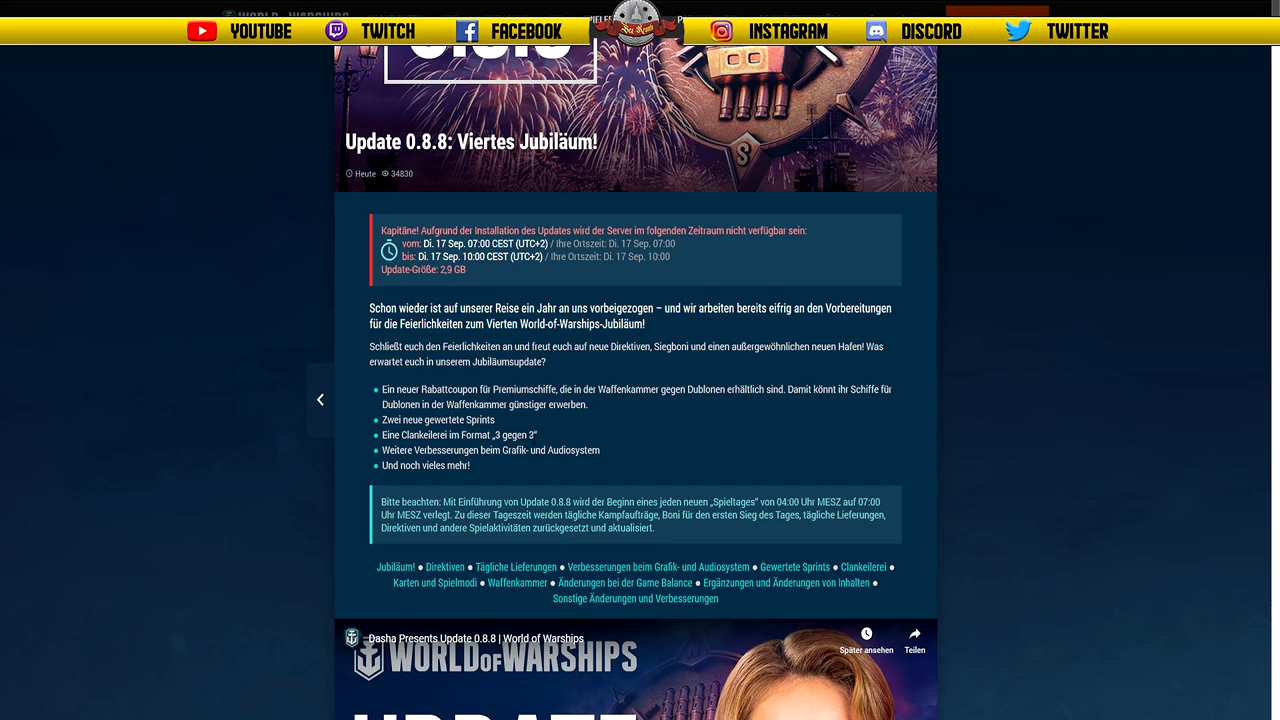 WORLD OF WARSHIPS
YOUTUBE
TWITCH
FACEBOOK
INSTAGRAM
DISCORD
TWITTER
Update 0.8.8: Viertes Jubiläum!
Heute 34830
Kapitäne! Aufgrund der Installation des Updates wird der Server im folgenden Zeitraum nicht verfügbar sein:
vom: Di. 17 Sep. 07:00 CEST (UTC+2) / Ihre Ortszeit: Di. 17 Sep. 07:00
bis: Di. 17 Sep. 10:00 CEST (UTC+2) / Ihre Ortszeit: Di. 17 Sep. 10:00
Update-Größe: 2,9 GB
Schon wieder ist auf unserer Reise ein Jahr an uns vorbeigezogen – und wir arbeiten bereits eifrig an den Vorbereitungen
für die Feierlichkeiten zum Vierten World-of-Warships-Jubiläum!
Schließt euch den Feierlichkeiten an und freut euch auf neue Direktiven, Siegboni und einen außergewöhnlichen neuen Hafen! Was
erwartet euch in unserem Jubiläumsupdate?
● Ein neuer Rabattcoupon für Premiumschiffe, die in der Waffenkammer gegen Dublonen erhältlich sind. Damit könnt ihr Schiffe für
Dublonen in der Waffenkammer günstiger erwerben.
● Zwei neue gewertete Sprints
● Eine Clankeilerei im Format „3 gegen 3“
● Weitere Verbesserungen beim Grafik- und Audiosystem
● Und noch vieles mehr!
Bitte beachten: Mit Einführung von Update 0.8.8 wird der Beginn eines jeden neuen „Spieltages“ von 04:00 Uhr MESZ auf 07:00
Uhr MESZ verlegt. Zu dieser Tageszeit werden tägliche Kampfaufträge, Boni für den ersten Sieg des Tages, tägliche Lieferungen,
Direktiven und andere Spielaktivitäten zurückgesetzt und aktualisiert.
Jubiläum! ● Direktiven ● Tägliche Lieferungen ● Verbesserungen beim Grafik- und Audiosystem ● Gewertete Sprints ● Clankeilerei ●
Karten und Spielmodi ● Waffenkammer ● Änderungen bei der Game Balance ● Ergänzungen und Änderungen von Inhalten ●
Sonstige Änderungen und Verbesserungen
Dasha Presents Update 0.8.8 | World of Warships
Später ansehen
Teilen
WORLD OF WARSHIPS
UPDATE